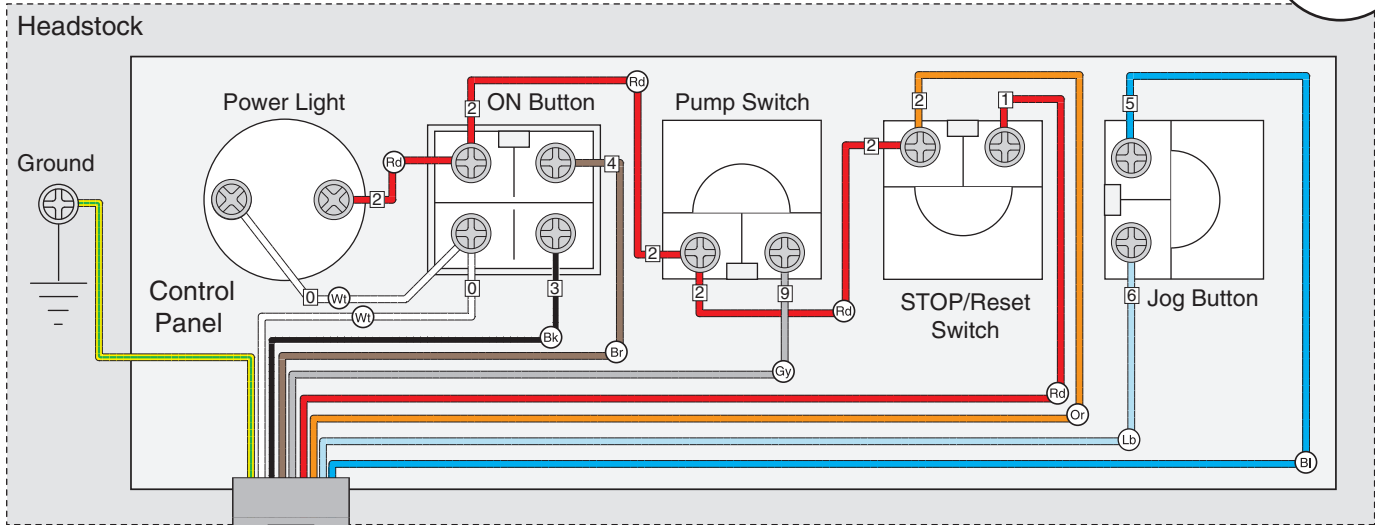 Headstock
Power Light
ON Button
Pump Switch
STOP/Reset
Switch
Jog Button
Ground
Control
Panel
2
Rd
2
1
5
Rd
4
2
2
2
2
0
Wt
0
3
2
9
Rd
6
Wt
Bk
Br
Gy
Rd
Or
Lb
Bl